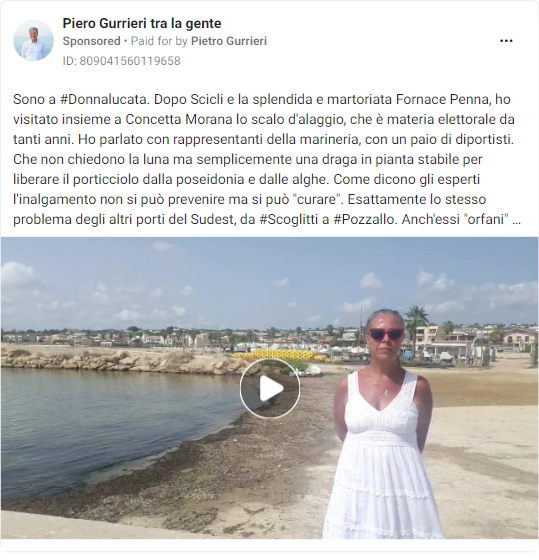 Piero Gurrieri tra la gente
Sponsored • Paid for by Pietro Gurrieri
ID: 809041560119658
Sono a #Donnalucata. Dopo Scicli e la splendida e martoriata Fornace Penna, ho
visitato insieme a Concetta Morana lo scalo d'alaggio, che è materia elettorale da
tanti anni. Ho parlato con rappresentanti della marineria, con un paio di diportisti.
Che non chiedono la luna ma semplicemente una draga in pianta stabile per
liberare il porticciolo dalla poseidonia e dalle alghe. Come dicono gli esperti
l'inalgamento non si può prevenire ma si può "curare". Esattamente lo stesso
problema degli altri porti del Sudest, da #Scoglitti a #Pozzallo. Anch'essi "orfani" ...